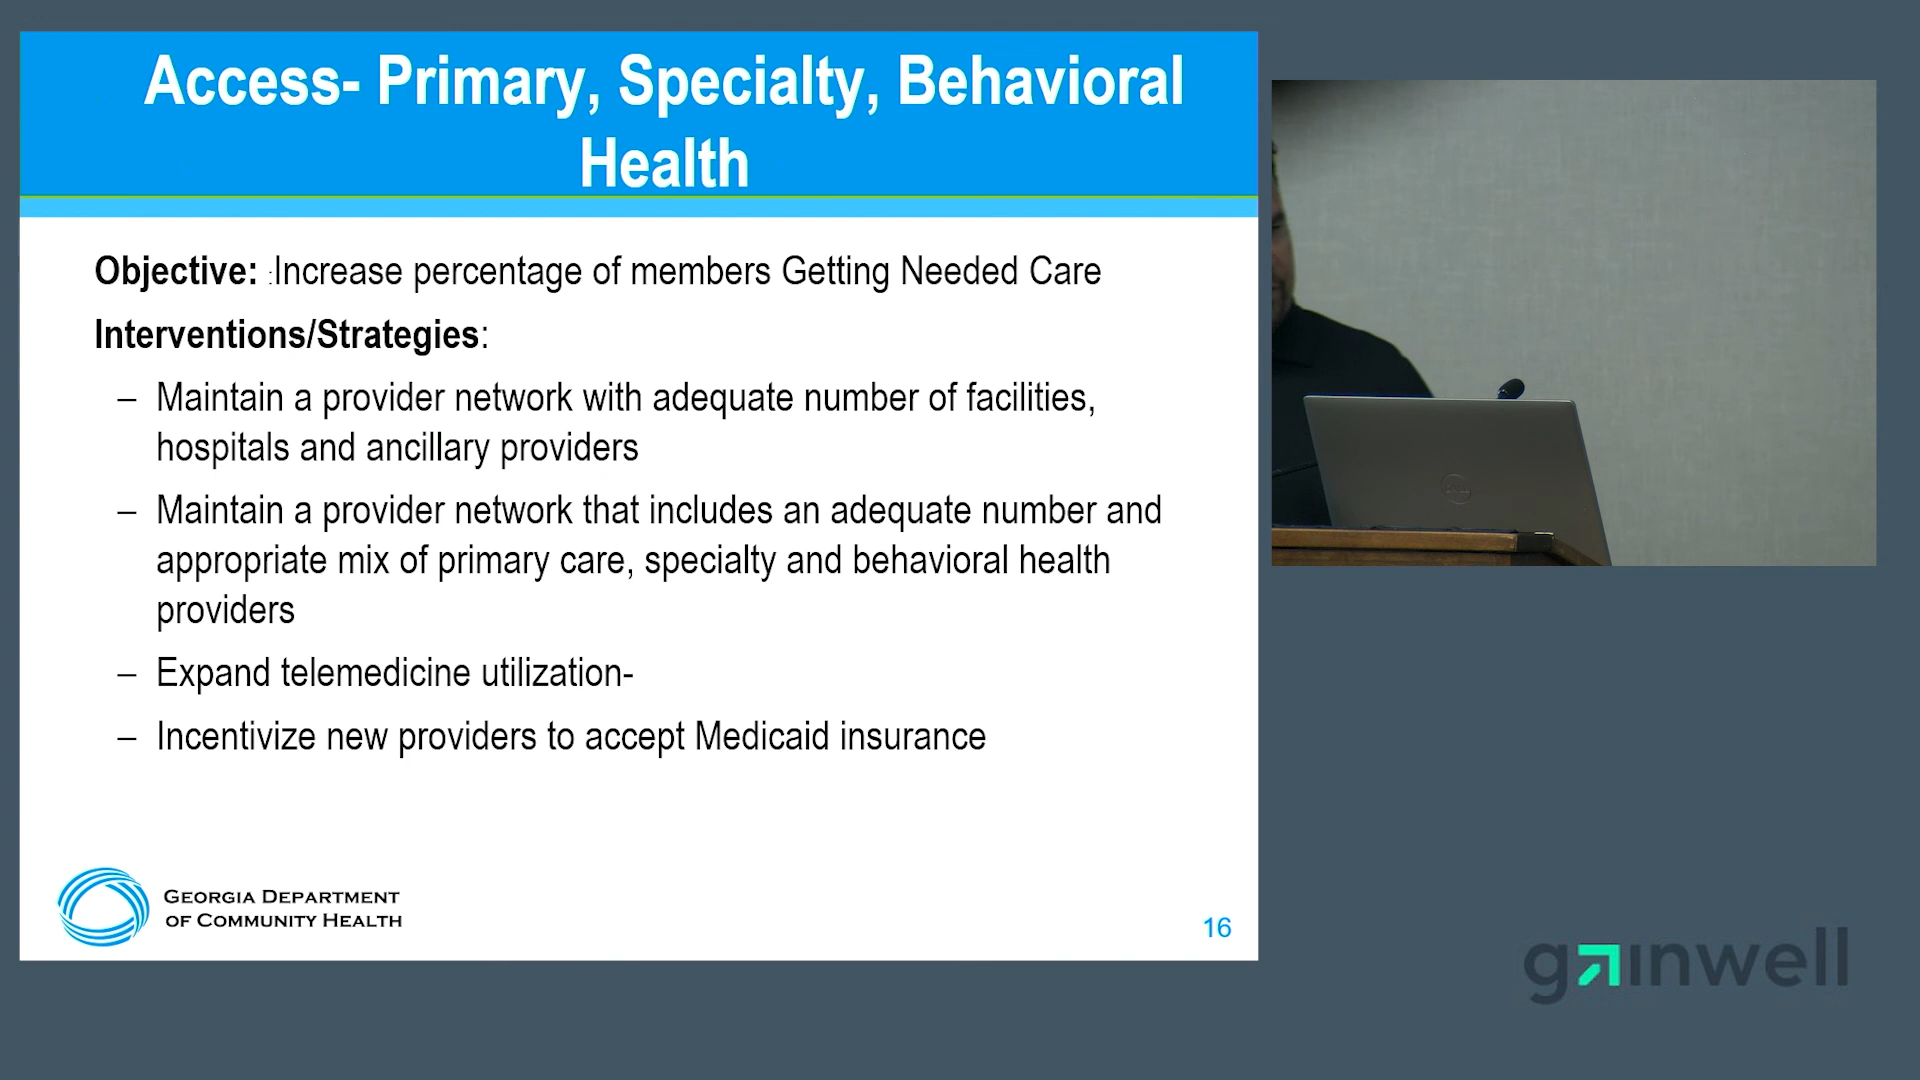 Access- Primary, Specialty, Behavioral
Health
Objective: :Increase percentage of members Getting Needed Care
Interventions/Strategies:
– Maintain a provider network with adequate number of facilities,
hospitals and ancillary providers
– Maintain a provider network that includes an adequate number and
appropriate mix of primary care, specialty and behavioral health
providers
– Expand telemedicine utilization-
– Incentivize new providers to accept Medicaid insurance
GEORGIA DEPARTMENT
OF COMMUNITY HEALTH
16
DELL
gainwell